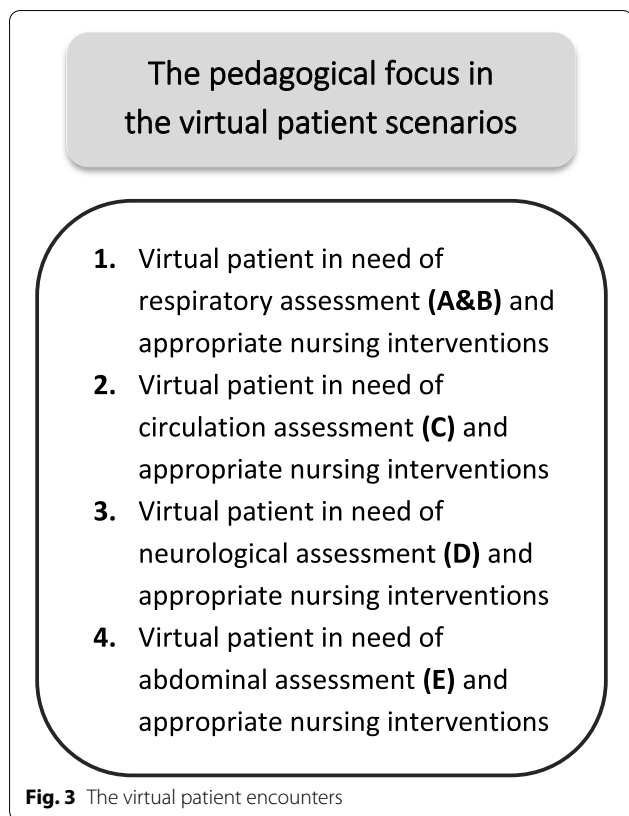 The pedagogical focus in
the virtual patient scenarios
1. Virtual patient in need of
respiratory assessment (A&B) and
appropriate nursing interventions
2. Virtual patient in need of
circulation assessment (C) and
appropriate nursing interventions
3. Virtual patient in need of
neurological assessment (D) and
appropriate nursing interventions
4. Virtual patient in need of
abdominal assessment (E) and
appropriate nursing interventions
Fig. 3 The virtual patient encounters